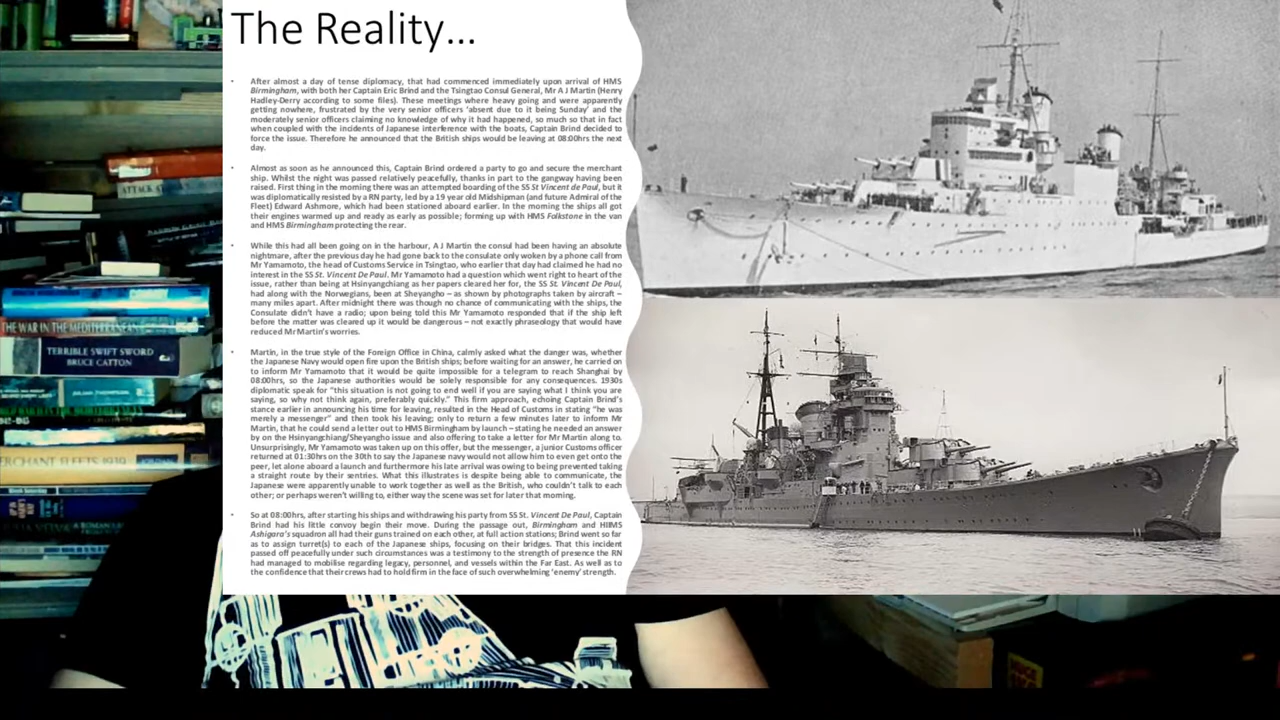 The Reality...
• After almost a day of tense diplomacy, that had commenced immediately upon arrival of HMS
Birmingham, with both her Captain Eric Brind and the Tsingtao Consul General, Mr A J Martin (Henry
Hadley-Derry according to some files). These meetings where heavy going and were apparently
getting nowhere, frustrated by the very senior officers 'absent due to it being Sunday' and the
moderately senior officers claiming no knowledge of why it had happened, so much so that in fact
when coupled with the incidents of Japanese interference with the boats, Captain Brind decided to
force the issue. Therefore he announced that the British ships would be leaving at 08:00hrs the next
day.
• Almost as soon as he announced this, Captain Brind ordered a party to go and secure the merchant
ship. Whilst the night was passed relatively peacefully, thanks in part to the gangway having been
raised. First thing in the morning there was an attempted boarding of the SS St Vincent de Paul, but it
was diplomatically resisted by a RN party, led by a 19 year old Midshipman (and future Admiral of the
Fleet) Edward Ashmore, which had been stationed aboard earlier. In the morning the ships all got
their engines warmed up and ready as early as possible; forming up with HMS Folkstone in the van
and HMS Birmingham protecting the rear.
• While this had all been going on in the harbour, A J Martin the consul had been having an absolute
nightmare, after the previous day he had gone back to the consulate only woken by a phone call from
Mr Yamamoto, the head of Customs Service in Tsingtao, who earlier that day had claimed he had no
interest in the SS St. Vincent De Paul. Mr Yamamoto had a question which went right to heart of the
issue, rather than being at Hsinyangchiang as her papers cleared her for, the SS St. Vincent De Paul,
had along with the Norwegians, been at Sheyangho – as shown by photographs taken by aircraft –
many miles apart. After midnight there was though no chance of communicating with the ships, the
Consulate didn't have a radio; upon being told this Mr Yamamoto responded that if the ship left
before the matter was cleared up it would be dangerous – not exactly phraseology that would have
reduced Mr Martin's worries.
• Martin, in the true style of the Foreign Office in China, calmly asked what the danger was, whether
the Japanese Navy would open fire upon the British ships; before waiting for an answer, he carried on
to inform Mr Yamamoto that it would be quite impossible for a telegram to reach Shanghai by
08:00hrs, so the Japanese authorities would be solely responsible for any consequences. 1930s
diplomatic speak for "this situation is not going to end well if you are saying what I think you are
saying, so why not think again, preferably quickly." This firm approach, echoing Captain Brind's
stance earlier in announcing his time for leaving, resulted in the Head of Customs in stating "he was
merely a messenger" and then took his leaving; only to return a few minutes later to inform Mr
Martin, that he could send a letter out to HMS Birmingham by launch – stating he needed an answer
by on the Hsinyangchiang/Sheyangho issue and also offering to take a letter for Mr Martin along to.
Unsurprisingly, Mr Yamamoto was taken up on this offer, but the messenger, a junior Customs officer
returned at 01:30hrs on the 30th to say the Japanese navy would not allow him to even get onto the
peer, let alone aboard a launch and furthermore his late arrival was owing to being prevented taking
a straight route by their sentries. What this illustrates is despite being able to communicate, the
Japanese were apparently unable to work together as well as the British, who couldn't talk to each
other; or perhaps weren't willing to, either way the scene was set for later that morning.
• So at 08:00hrs, after starting his ships and withdrawing his party from SS St. Vincent De Paul, Captain
Brind had his little convoy begin their move. During the passage out, Birmingham and HIJMS
Ashigara's squadron all had their guns trained on each other, at full action stations; Brind went so far
as to assign turret(s) to each of the Japanese ships, focusing on their bridges. That this incident
passed off peacefully under such circumstances was a testimony to the strength of presence the RN
had managed to mobilise regarding legacy, personnel, and vessels within the Far East. As well as to
the confidence that their crews had to hold firm in the face of such overwhelming 'enemy' strength.
ATTACK
THE WAR IN THE MEDITERRANEAN
TERRIBLE SWIFT SWORD
BRUCE CATTON
JULIAN THOMPSON
MERCHANT FLEETS 1939